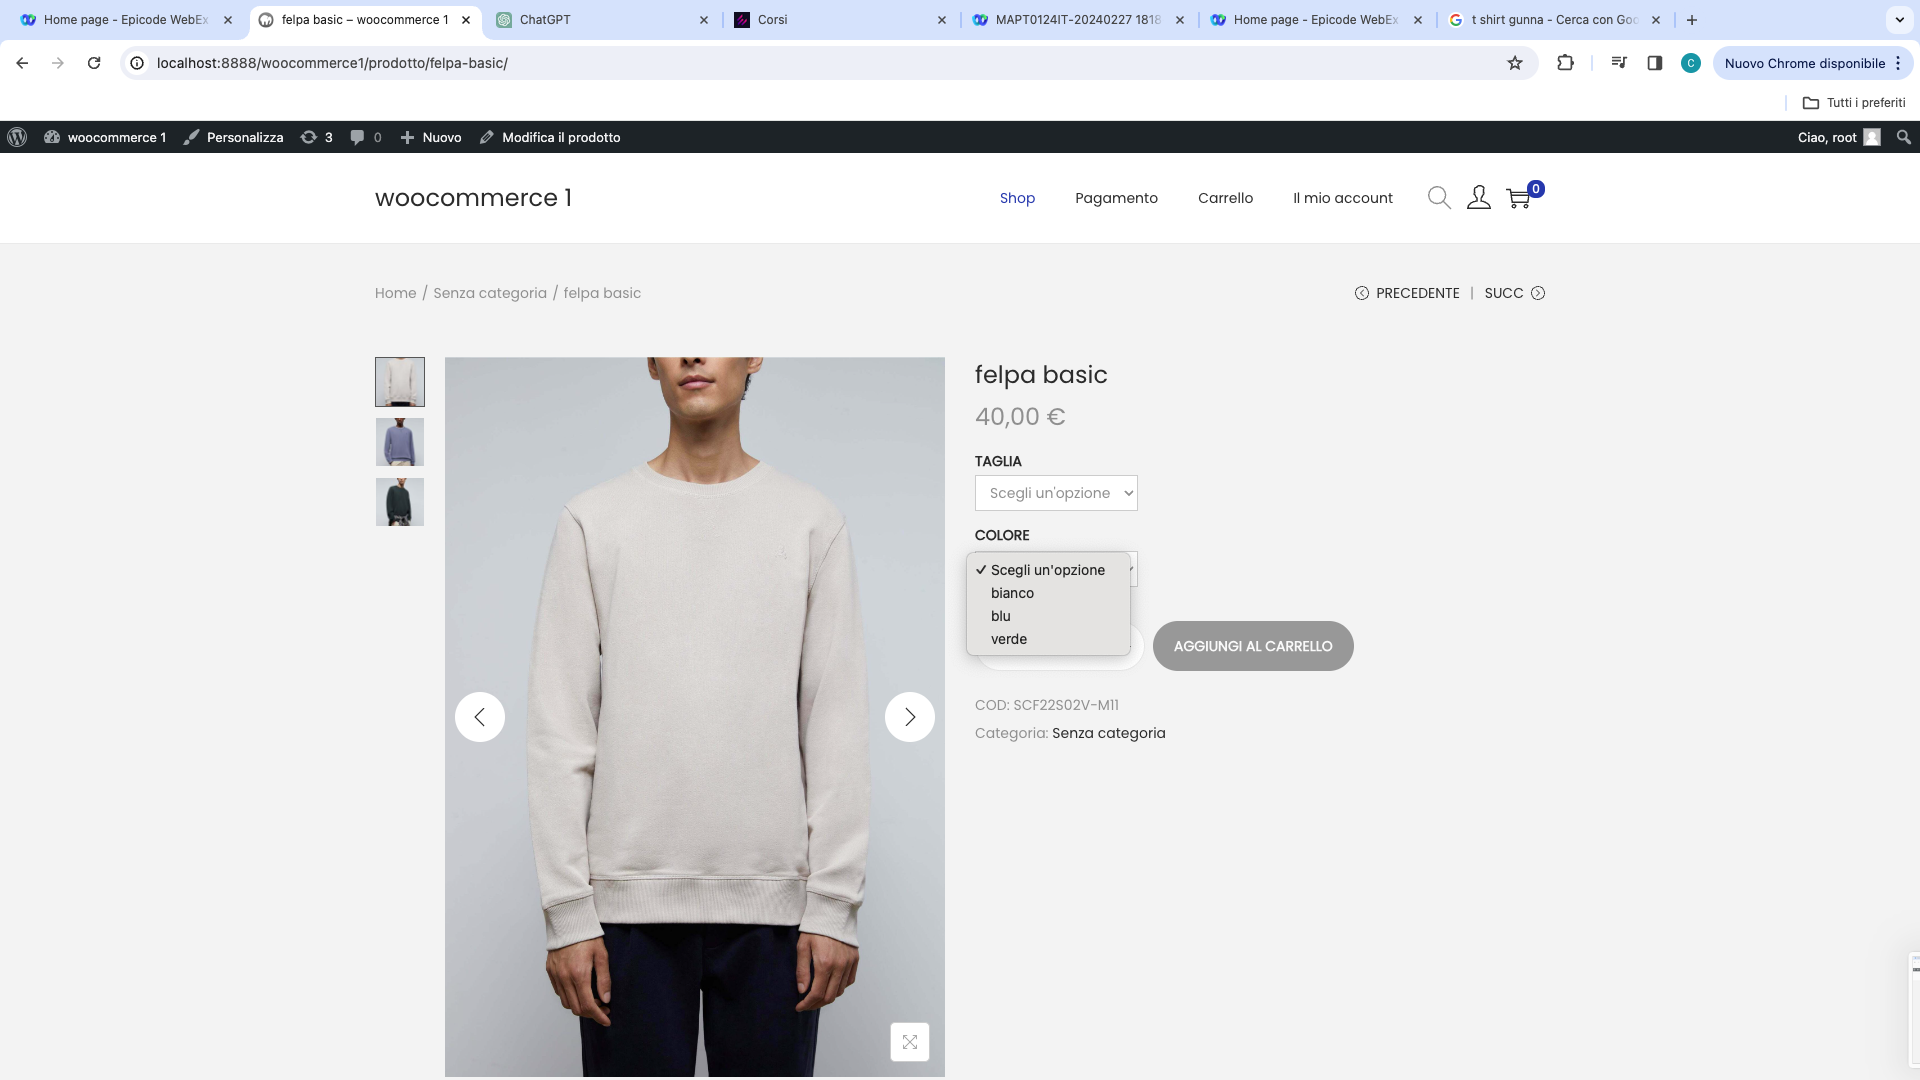 Home page - Epicode WebEx
felpa basic – woocommerce 1
ChatGPT
Corsi
MAPT0124IT-20240227 1818
Home page - Epicode WebEx
t shirt gunna - Cerca con Goo
localhost:8888/woocommerce1/prodotto/felpa-basic/
C
Nuovo Chrome disponibile
Tutti i preferiti
woocommerce 1
Personalizza
3
0
Nuovo
Modifica il prodotto
Ciao, root
woocommerce 1
Shop
Pagamento
Carrello
Il mio account
0
Home / Senza categoria / felpa basic
PRECEDENTE | SUCC
felpa basic
40,00 €
TAGLIA
Scegli un'opzione
COLORE
✓ Scegli un'opzione
bianco
blu
verde
AGGIUNGI AL CARRELLO
COD: SCF22S02V-M11
Categoria: Senza categoria